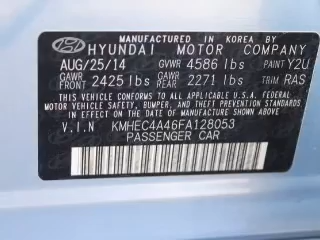 MANUFACTURED IN KOREA BY
HYUNDAI MOTOR COMPANY
AUG/25/14 GVWR 4586 lbs PAINT Y2U
GAWR FRONT 2425 lbs GAWR REAR 2271 lbs TRIM RAS
THIS VEHICLE CONFORMS TO ALL APPLICABLE
FEDERAL MOTOR VEHICLE
SAFETY, BUMPER, AND THEFT PREVENTION STANDARDS
IN EFFECT ON THE DATE OF MANUFACTURE SHOWN ABOVE.
V.I.N KMHEC4A46FA128053
PASSENGER CAR